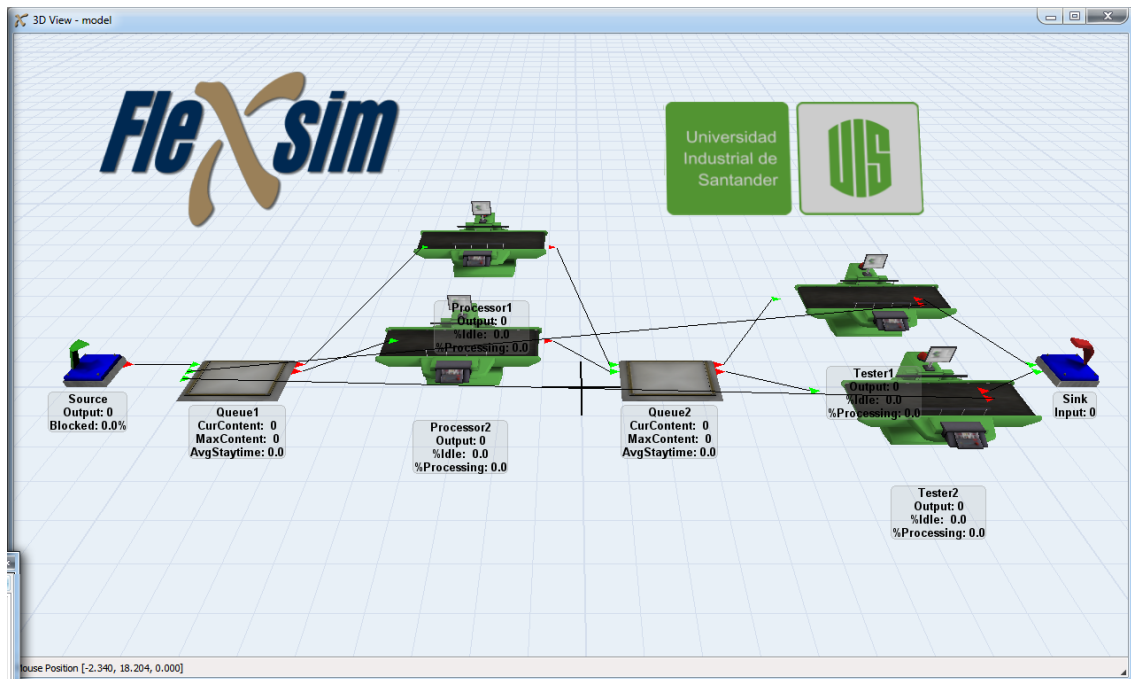 3D View - model
FleXsim
Universidad
Industrial de
Santander
UIS
Processor1
Output: 0
%Idle: 0.0
%Processing: 0.0
Source
Output: 0
Blocked: 0.0%
Queue1
CurContent: 0
MaxContent: 0
AvgStaytime: 0.0
Processor2
Output: 0
%Idle: 0.0
%Processing: 0.0
Queue2
CurContent: 0
MaxContent: 0
AvgStaytime: 0.0
Tester1
Output: 0
%Idle: 0.0
%Processing: 0.0
Sink
Input: 0
Tester2
Output: 0
%Idle: 0.0
%Processing: 0.0
Mouse Position [-2.340, 18.204, 0.000]